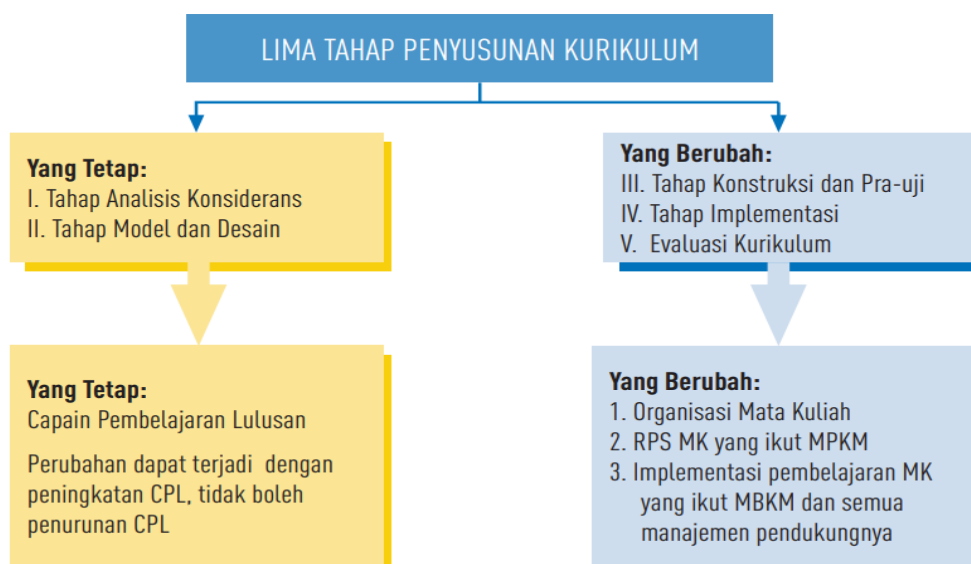 LIMA TAHAP PENYUSUNAN KURIKULUM
Yang Tetap:
I. Tahap Analisis Konsiderans
II. Tahap Model dan Desain
Yang Berubah:
III. Tahap Konstruksi dan Pra-uji
IV. Tahap Implementasi
V. Evaluasi Kurikulum
Yang Tetap:
Capain Pembelajaran Lulusan
Perubahan dapat terjadi dengan
peningkatan CPL, tidak boleh
penurunan CPL
Yang Berubah:
1. Organisasi Mata Kuliah
2. RPS MK yang ikut MPKM
3. Implementasi pembelajaran MK
yang ikut MBKM dan semua
manajemen pendukungnya